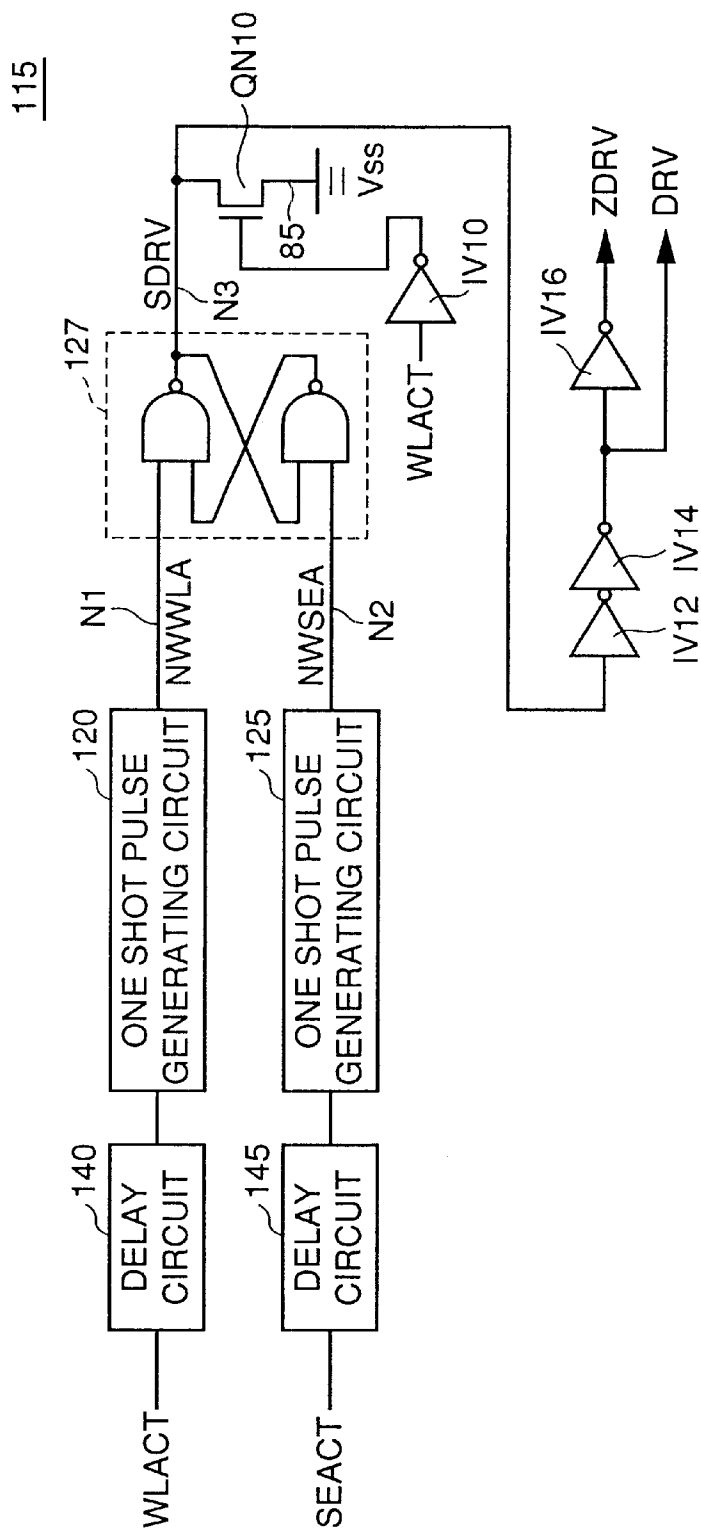 115
WLACT
140
DELAY
CIRCUIT
120
ONE SHOT PULSE
GENERATING CIRCUIT
N1
NWWLA
127
SDRV
N3
QN10
85
Vss
SEACT
145
DELAY
CIRCUIT
125
ONE SHOT PULSE
GENERATING CIRCUIT
NWSEA
N2
WLACT
IV10
IV12
IV14
IV16
ZDRV
DRV